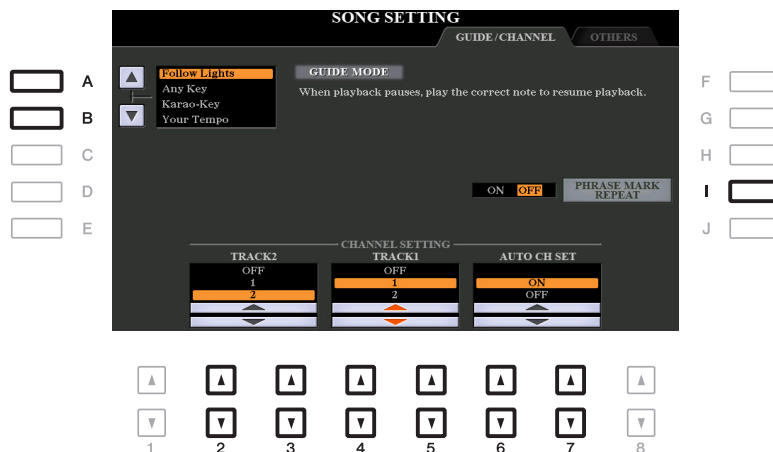 SONG SETTING
GUIDE/CHANNEL
OTHERS
A
B
C
D
E
Follow Lights
Any Key
Karao-Key
Your Tempo
GUIDE MODE
When playback pauses, play the correct note to resume playback.
F
G
H
I
J
ON OFF
PHRASE MARK
REPEAT
CHANNEL SETTING
TRACK2
OFF
1
2
TRACK1
OFF
1
2
AUTO CH SET
ON
OFF
1 2 3 4 5 6 7 8